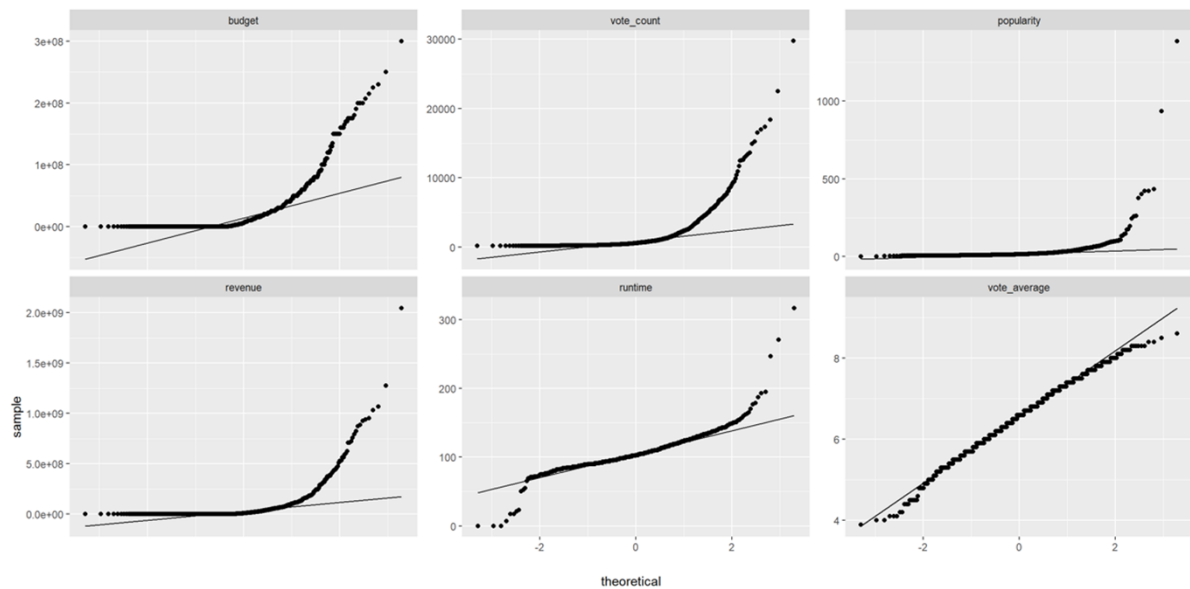 budget
vote_count
popularity
3e+08
2e+08
1e+08
0e+00
30000
20000
10000
0
1000
500
0
revenue
runtime
vote_average
2.0e+09
1.5e+09
1.0e+09
5.0e+08
0.0e+00
300
200
100
0
8
6
4
sample
-2 0 2
-2 0 2
theoretical